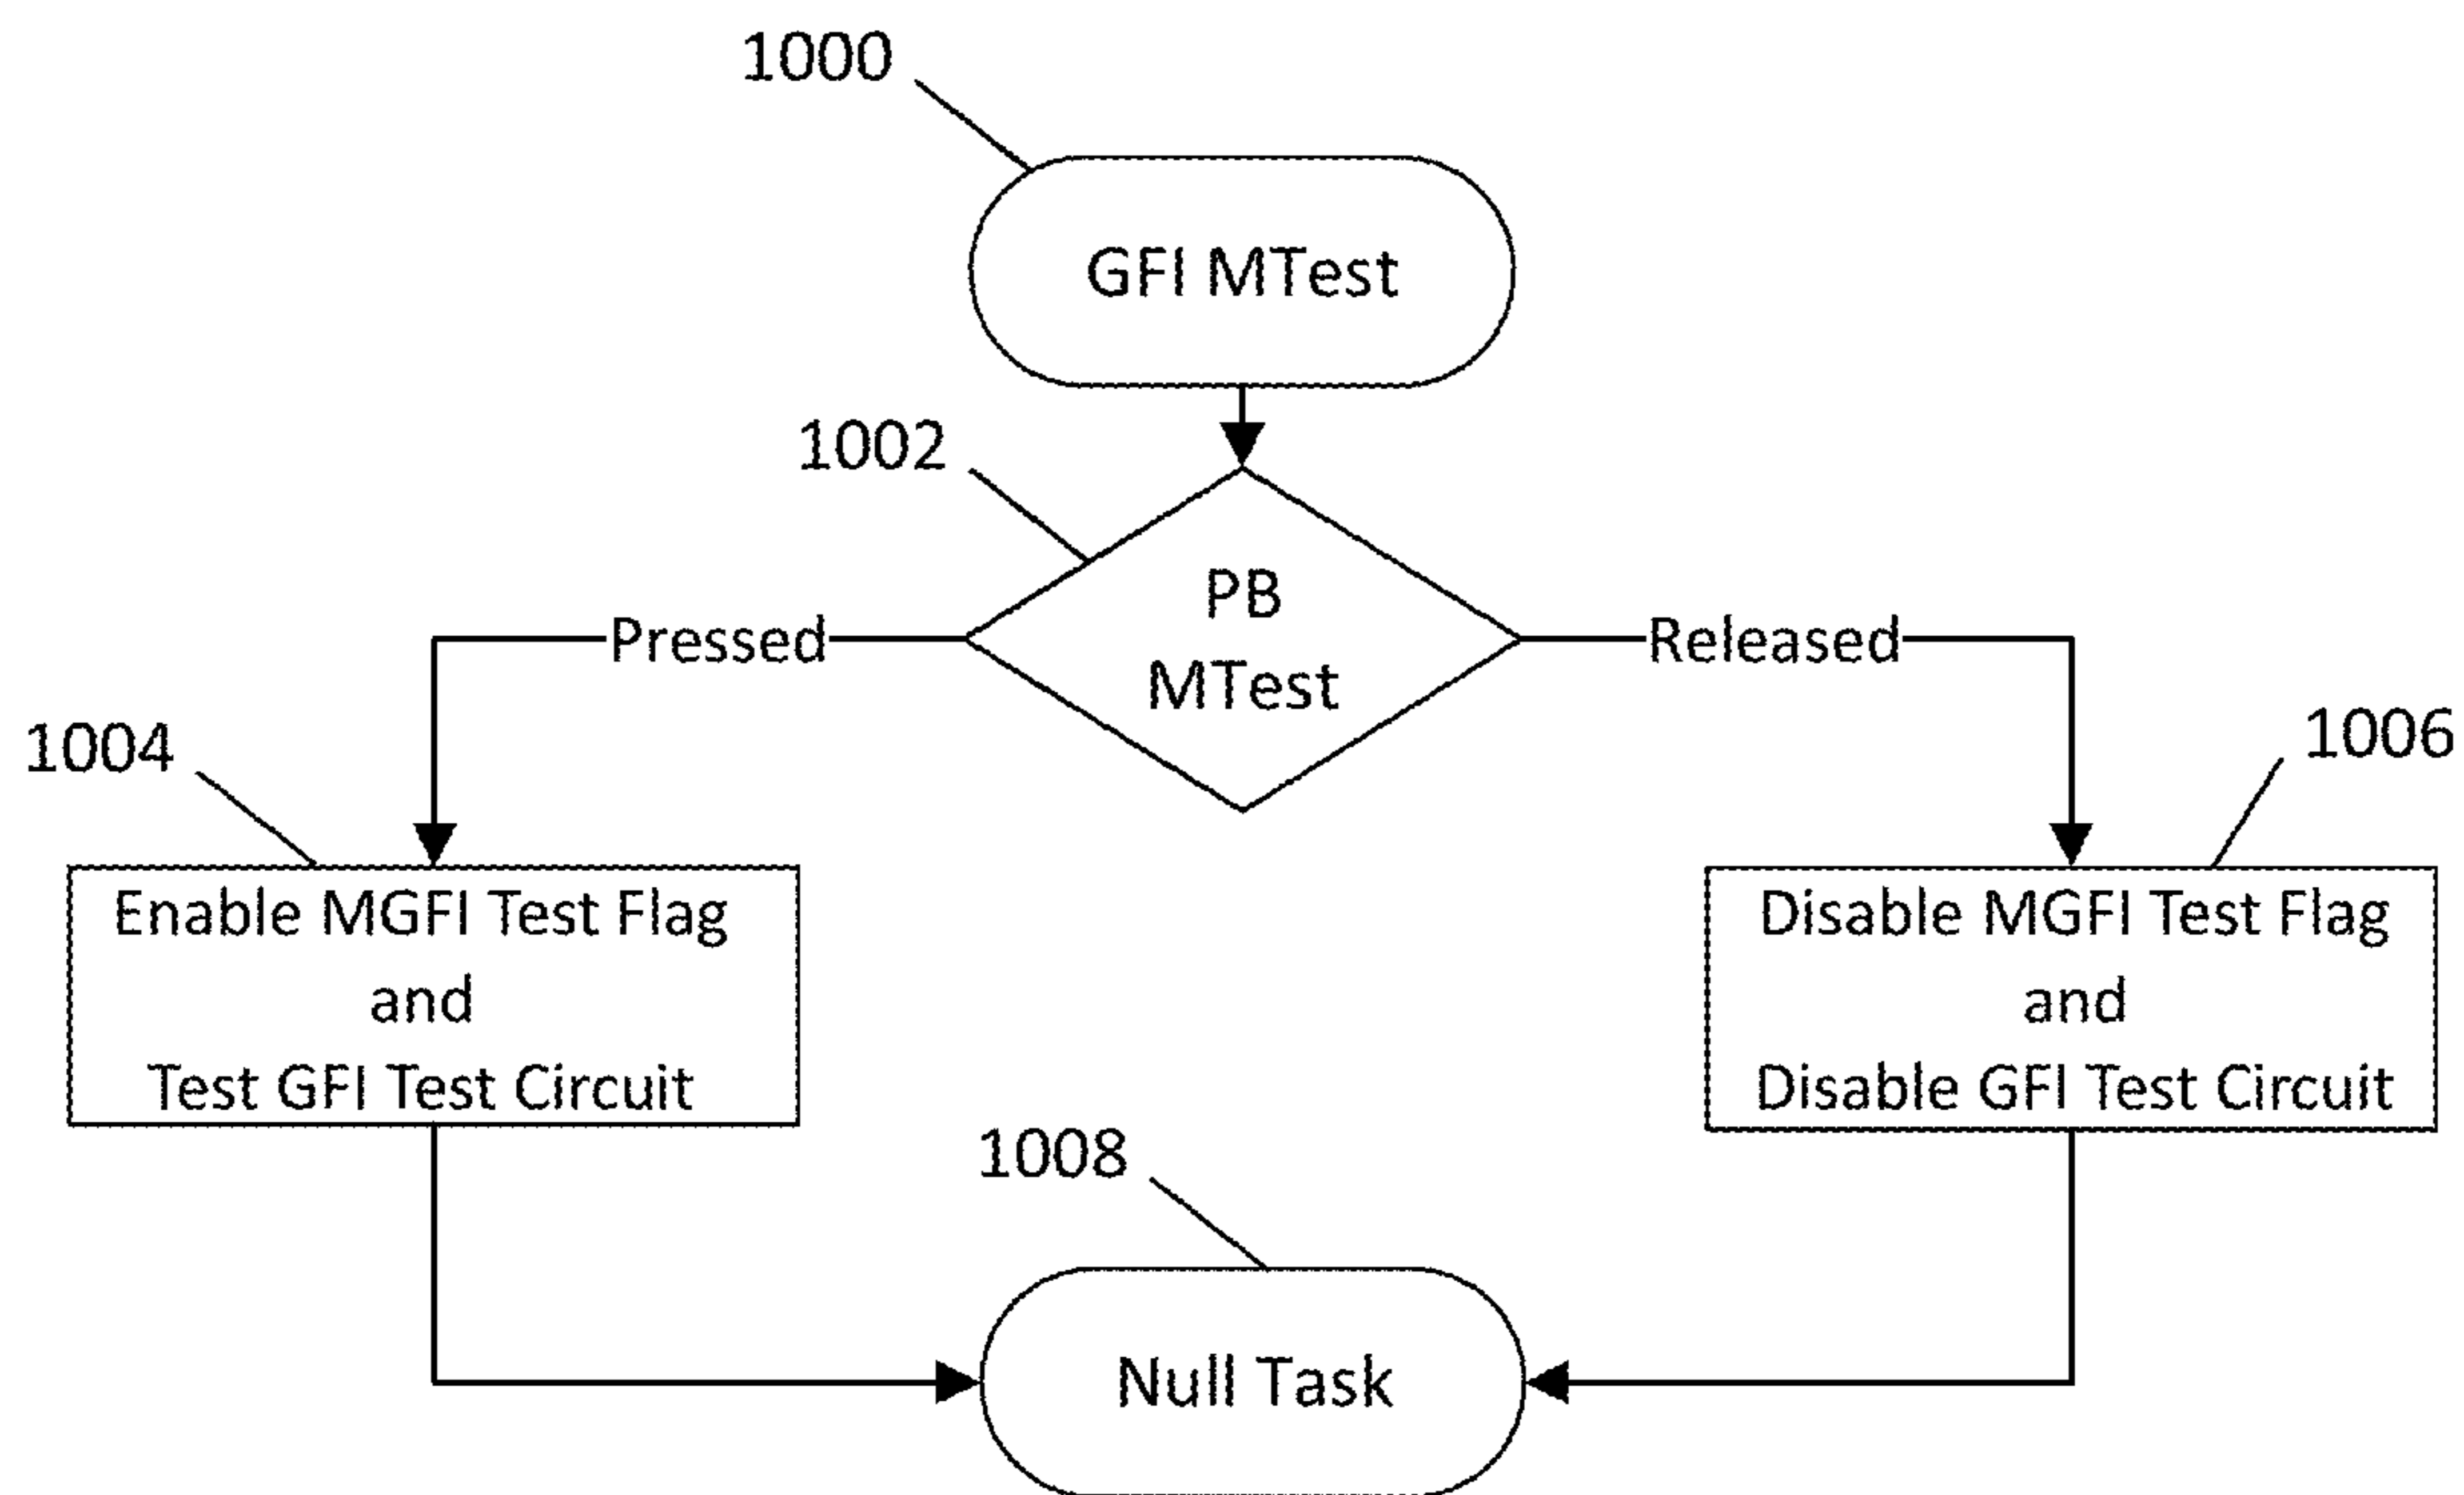 1000
GFI MTest
1002
PB
MTest
Pressed
Released
1004
1006
Enable MGFI Test Flag
and
Test GFI Test Circuit
Disable MGFI Test Flag
and
Disable GFI Test Circuit
1008
Null Task